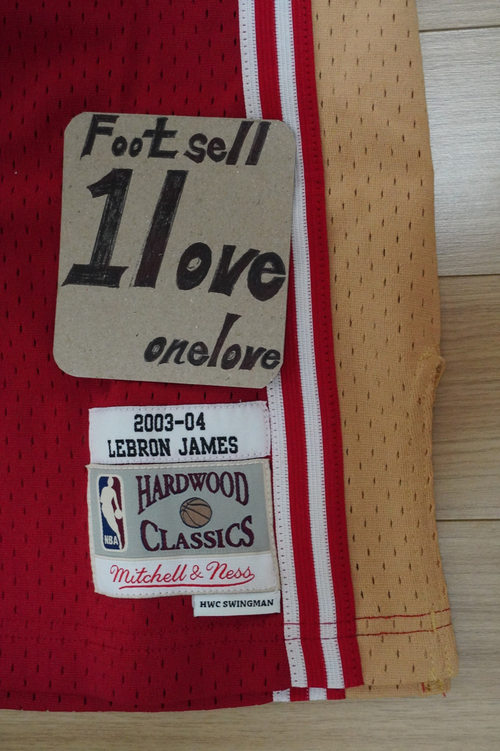 Foot sell
1love
onelove
2003-04
LEBRON JAMES
HARDWOOD
NBA
CLASSICS
Mitchell & Ness
HWC SWINGMAN